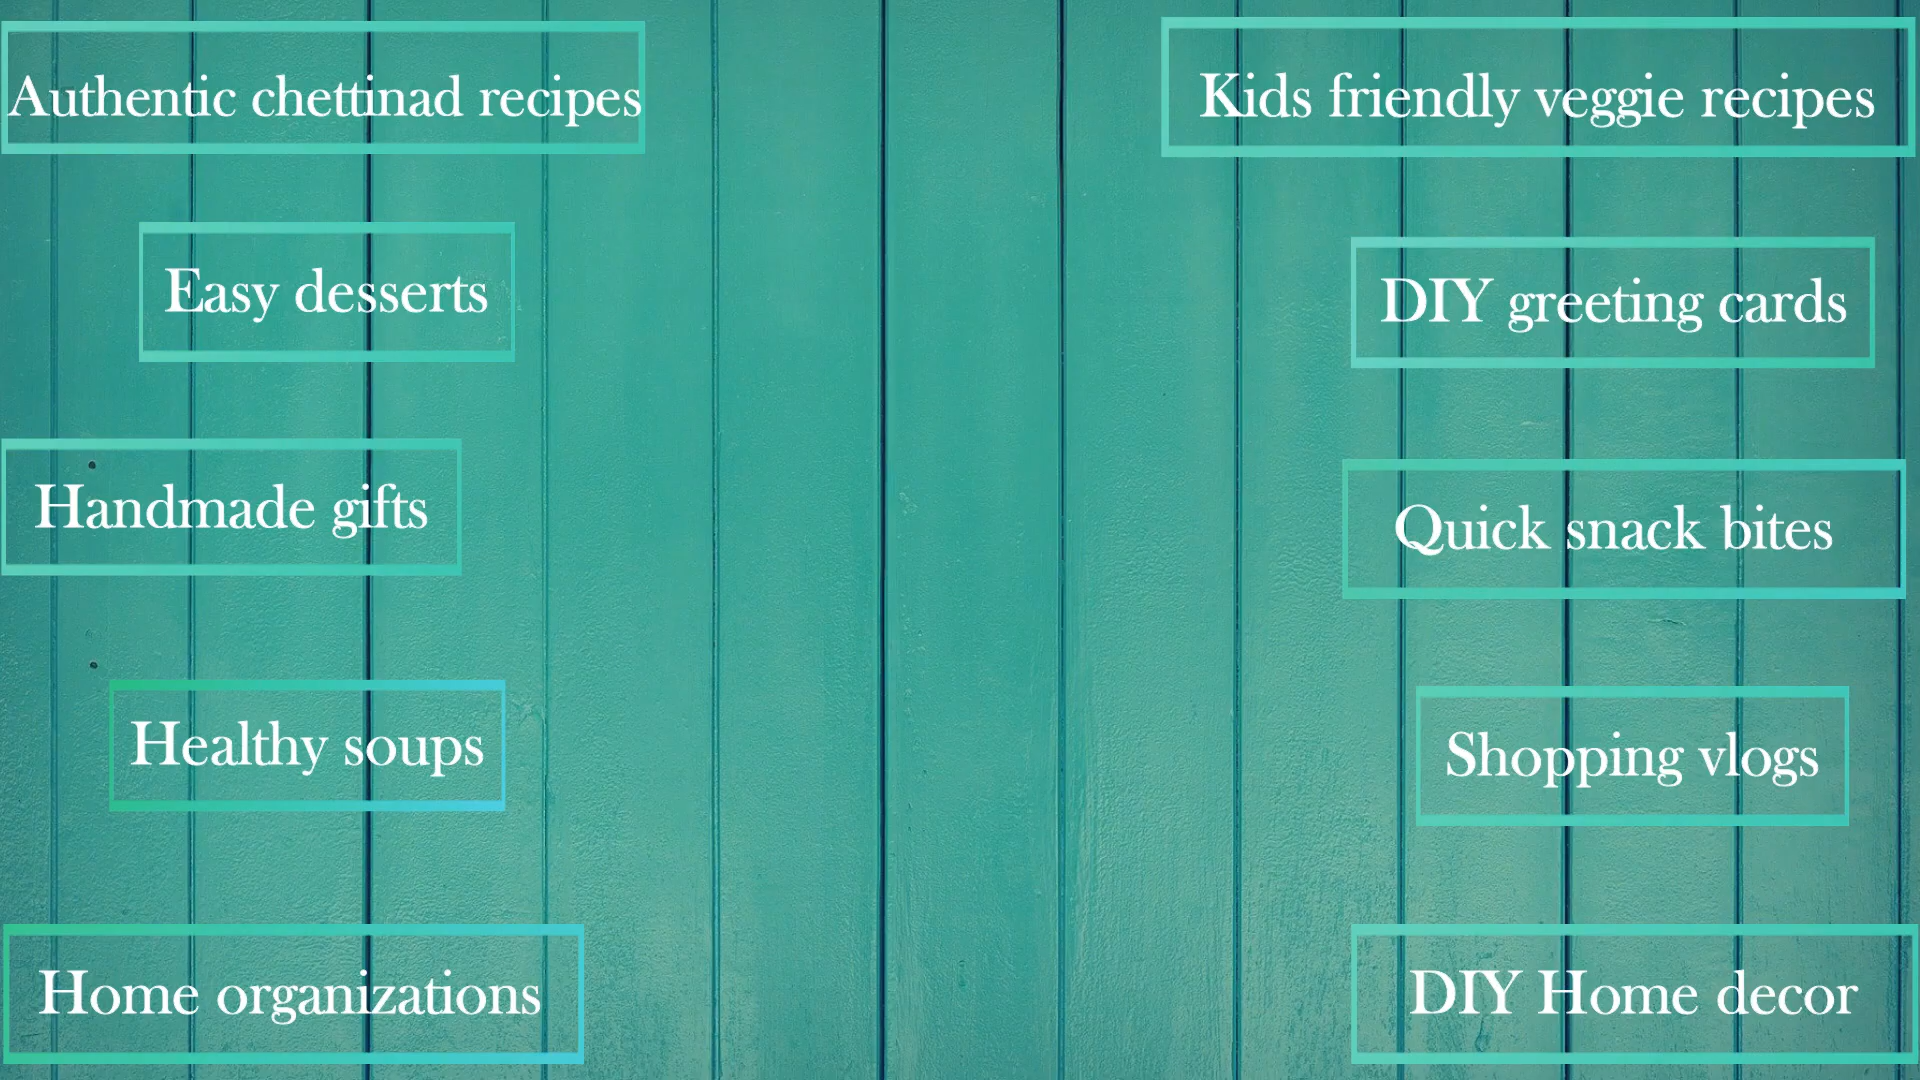 Authentic chettinad recipes
Kids friendly veggie recipes
Easy desserts
DIY greeting cards
Handmade gifts
Quick snack bites
Healthy soups
Shopping vlogs
Home organizations
DIY Home decor